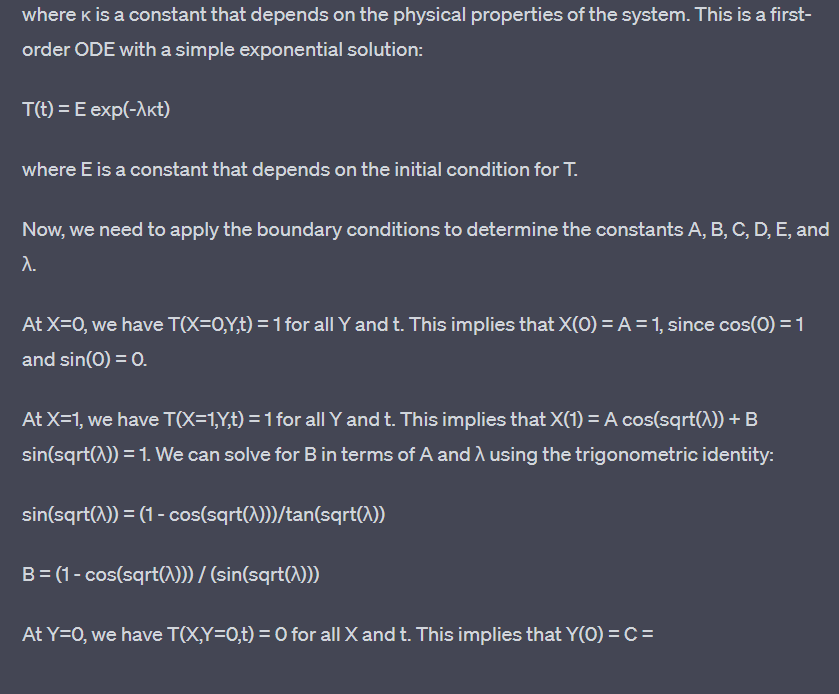 where κ is a constant that depends on the physical properties of the system. This is a first-
order ODE with a simple exponential solution:
T(t) = E exp(-λκt)
where E is a constant that depends on the initial condition for T.
Now, we need to apply the boundary conditions to determine the constants A, B, C, D, E, and
λ.
At X=0, we have T(X=0,Y,t) = 1 for all Y and t. This implies that X(0) = A = 1, since cos(0) = 1
and sin(0) = 0.
At X=1, we have T(X=1,Y,t) = 1 for all Y and t. This implies that X(1) = A cos(sqrt(λ)) + B
sin(sqrt(λ)) = 1. We can solve for B in terms of A and λ using the trigonometric identity:
sin(sqrt(λ)) = (1 - cos(sqrt(λ)))/tan(sqrt(λ))
B = (1 - cos(sqrt(λ))) / (sin(sqrt(λ)))
At Y=0, we have T(X,Y=0,t) = 0 for all X and t. This implies that Y(0) = C =